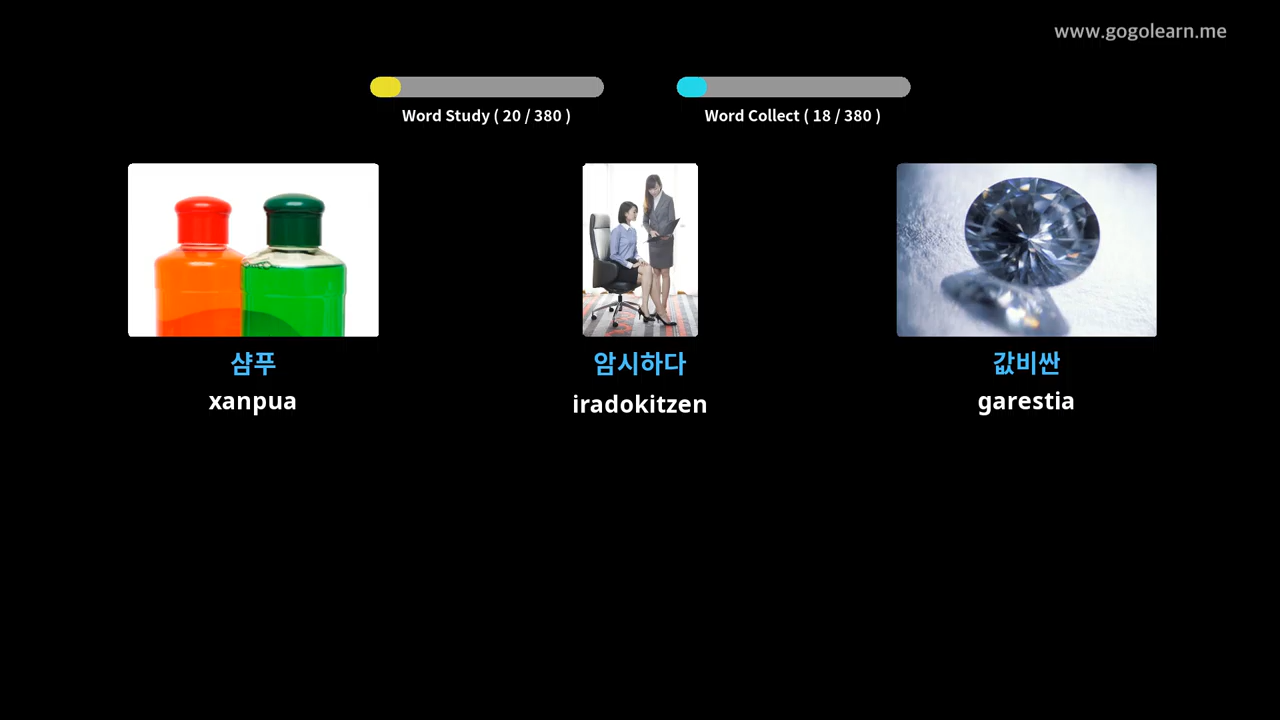 www.gogolearn.me
Word Study ( 20 / 380 )
Word Collect ( 18 / 380 )
샴푸
암시하다
값비싼
xanpua
iradokitzen
garestia